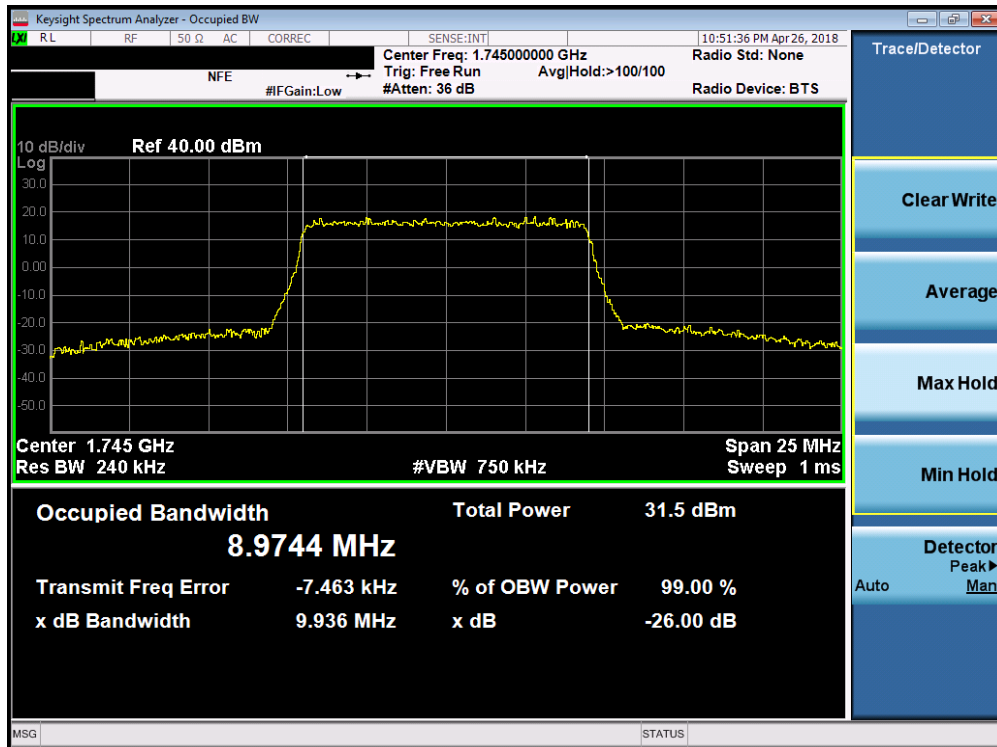 Keysight Spectrum Analyzer - Occupied BW
LXI RL RF 50 Ω AC CORREC SENSE:INT 10:51:36 PM Apr 26, 2018
Center Freq: 1.745000000 GHz Radio Std: None
NFE Trig: Free Run Avg|Hold:>100/100
#IFGain:Low #Atten: 36 dB Radio Device: BTS
10 dB/div Ref 40.00 dBm
Log
30.0
20.0
10.0
0.00
-10.0
-20.0
-30.0
-40.0
-50.0
Center 1.745 GHz Span 25 MHz
Res BW 240 kHz #VBW 750 kHz Sweep 1 ms
Occupied Bandwidth Total Power 31.5 dBm
8.9744 MHz
Transmit Freq Error -7.463 kHz % of OBW Power 99.00 %
x dB Bandwidth 9.936 MHz x dB -26.00 dB
MSG STATUS
Trace/Detector
Clear Write
Average
Max Hold
Min Hold
Detector
Peak▶
Auto Man